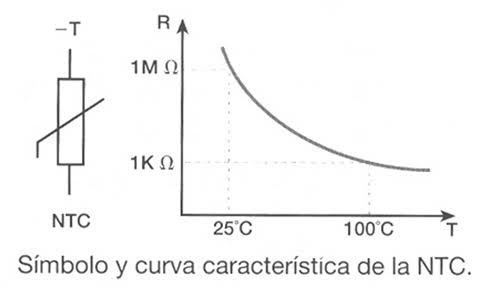 –T
NTC
R
1M Ω
1K Ω
25°C
100°C
T
Símbolo y curva característica de la NTC.